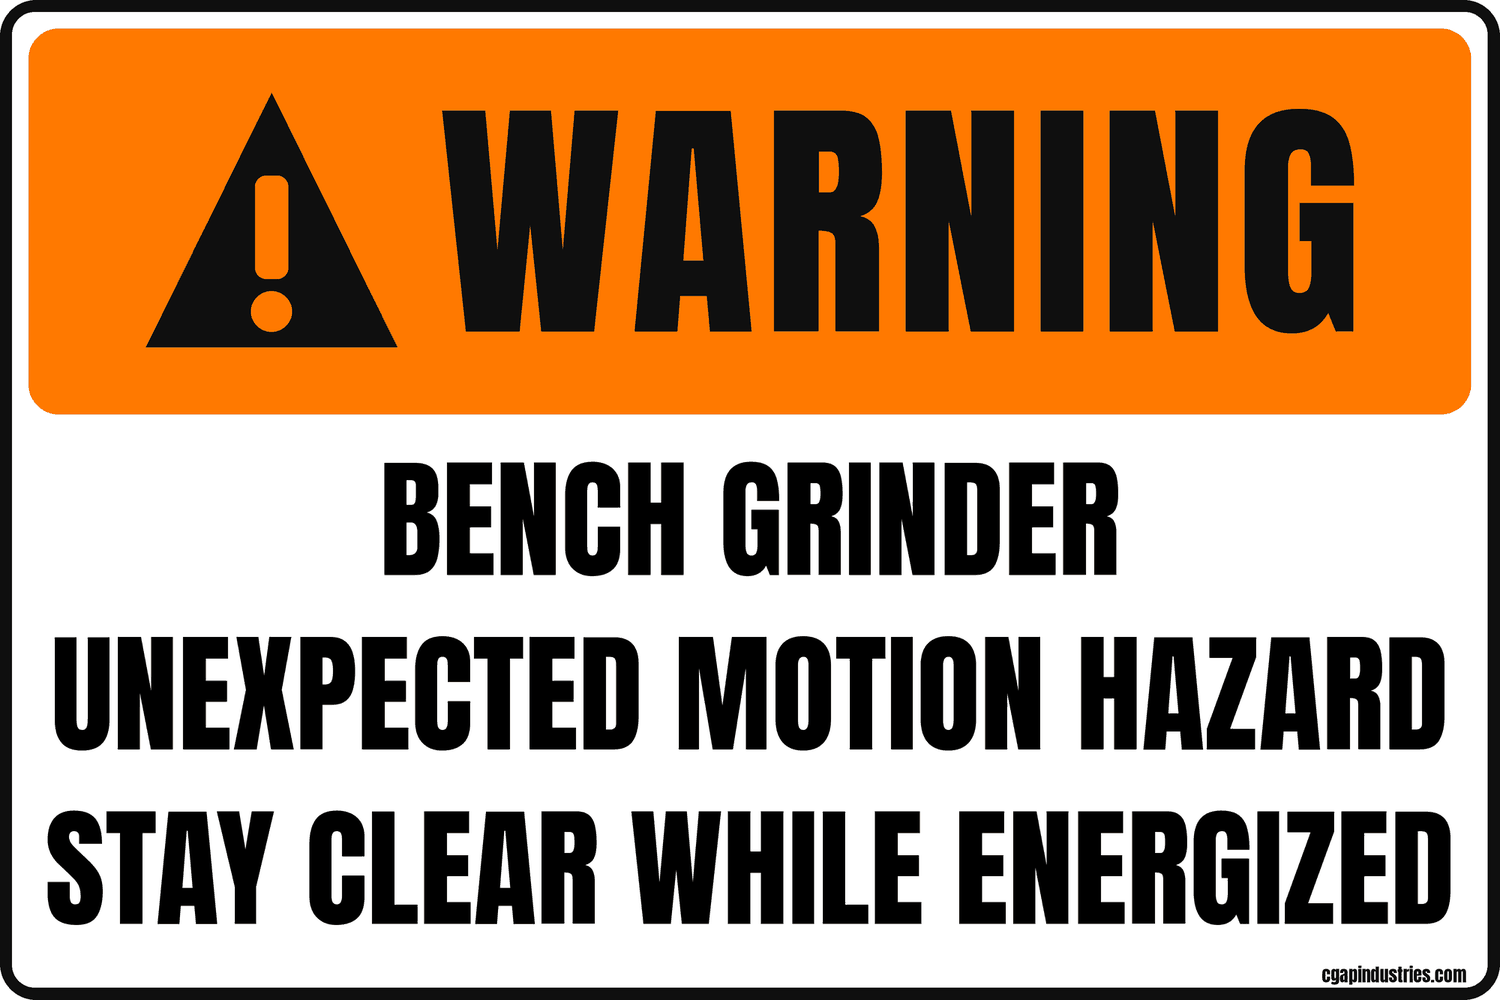 WARNING
BENCH GRINDER
UNEXPECTED MOTION HAZARD
STAY CLEAR WHILE ENERGIZED
cgapindustries.com